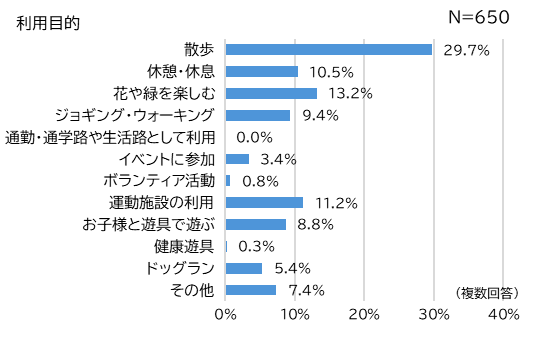 利用目的
N=650
散歩 29.7%
休憩・休息 10.5%
花や緑を楽しむ 13.2%
ジョギング・ウォーキング 9.4%
通勤・通学路や生活路として利用 0.0%
イベントに参加 3.4%
ボランティア活動 0.8%
運動施設の利用 11.2%
お子様と遊具で遊ぶ 8.8%
健康遊具 0.3%
ドッグラン 5.4%
その他 7.4%
（複数回答）
0% 10% 20% 30% 40%